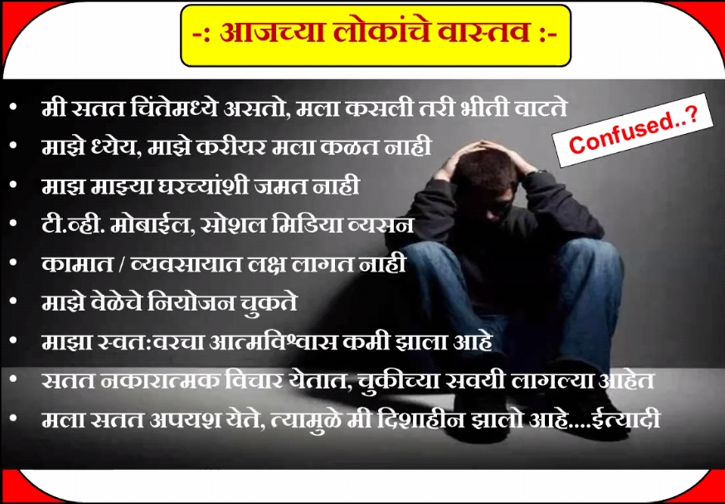 -: आजच्या लोकांचे वास्तव :-
Confused..?
• मी सतत चिंतेमध्ये असतो, मला कसली तरी भीती वाटते
• माझे ध्येय, माझे करीयर मला कळत नाही
• माझ माझ्या घरच्यांशी जमत नाही
• टी.व्ही. मोबाईल, सोशल मिडिया व्यसन
• कामात / व्यवसायात लक्ष लागत नाही
• माझे वेळेचे नियोजन चुकते
• माझा स्वत:वरचा आत्मविश्वास कमी झाला आहे
• सतत नकारात्मक विचार येतात, चुकीच्या सवयी लागल्या आहेत
• मला सतत अपयश येते, त्यामुळे मी दिशाहीन झालो आहे....ईत्यादी